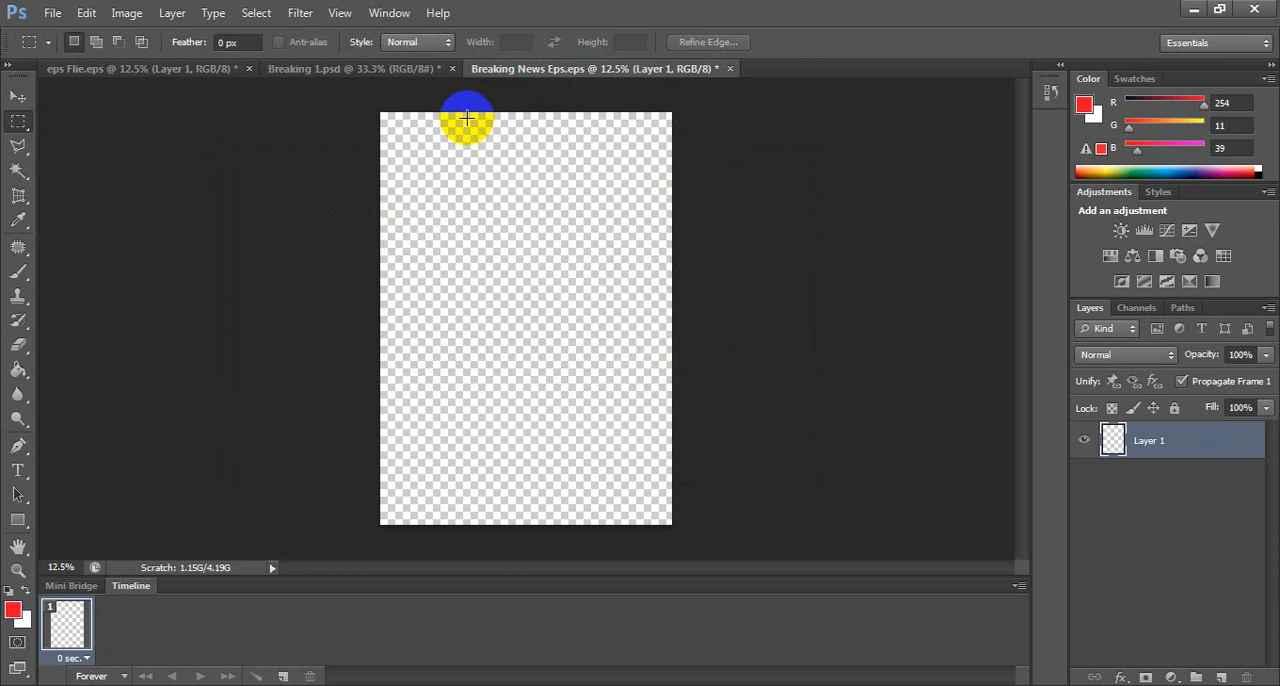 Ps File Edit Image Layer Type Select Filter View Window Help
Feather: 0 px Anti-alias Style: Normal Width: Height: Refine Edge... Essentials
eps Flie.eps @ 12.5% (Layer 1, RGB/8) * × Breaking 1.psd @ 33.3% (RGB/8#) * × Breaking News Eps.eps @ 12.5% (Layer 1, RGB/8) * ×
Color Swatches
R 254
G 11
B 39
Adjustments Styles
Add an adjustment
Layers Channels Paths
Kind
Normal Opacity: 100%
Unify: Propagate Frame 1
Lock: Fill: 100%
Layer 1
12.5% Scratch: 1.15G/4.19G
Mini Bridge Timeline
1
0 sec.
Forever